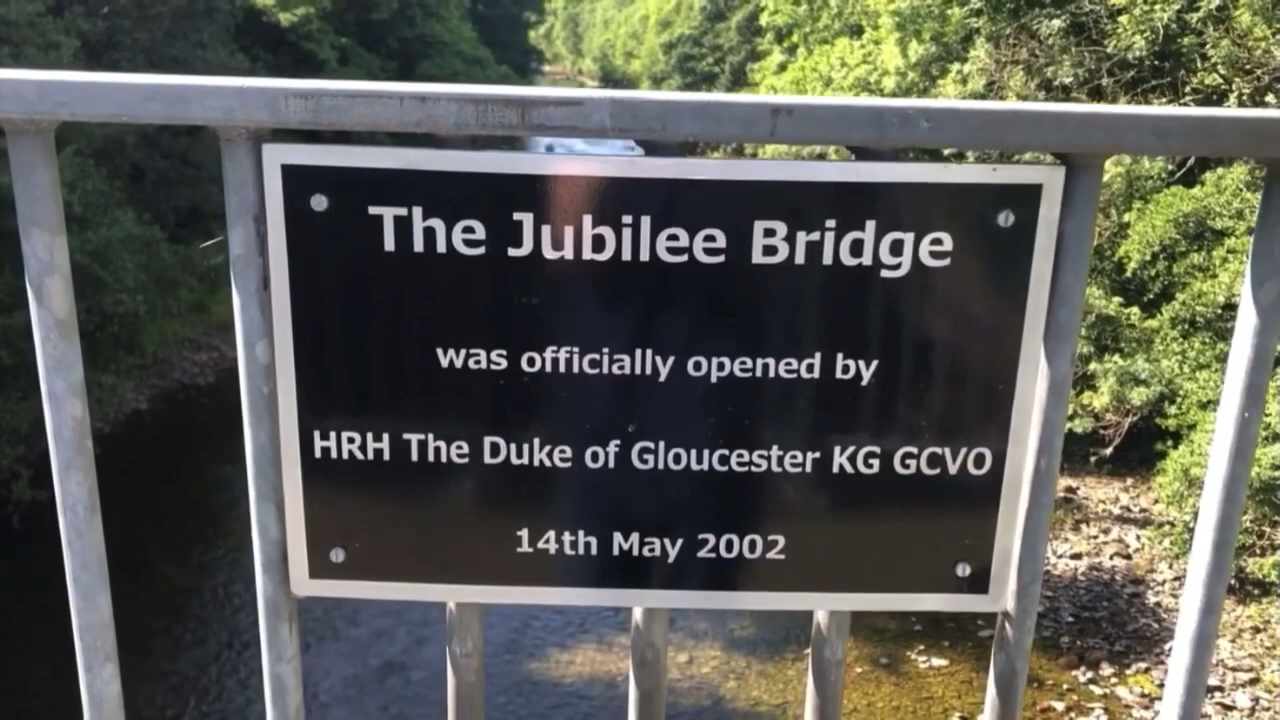 The Jubilee Bridge
was officially opened by
HRH The Duke of Gloucester KG GCVO
14th May 2002